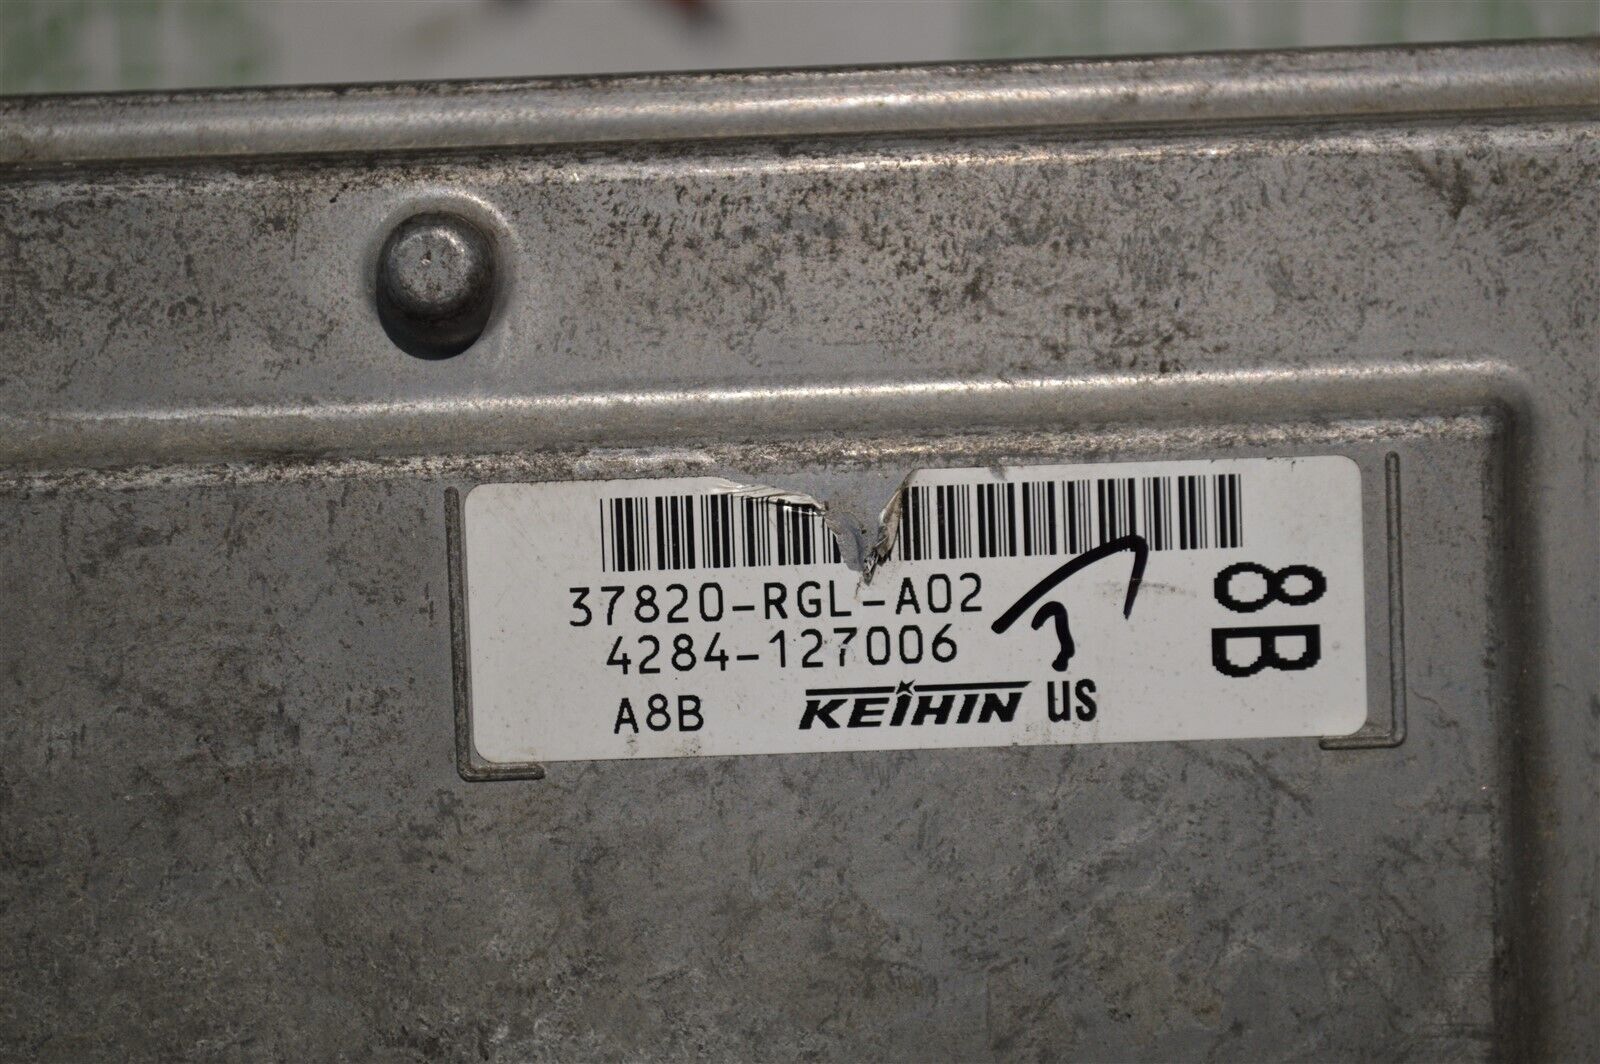 37820-RGL-A02
4284-127006
A8B KEIHIN US
8B